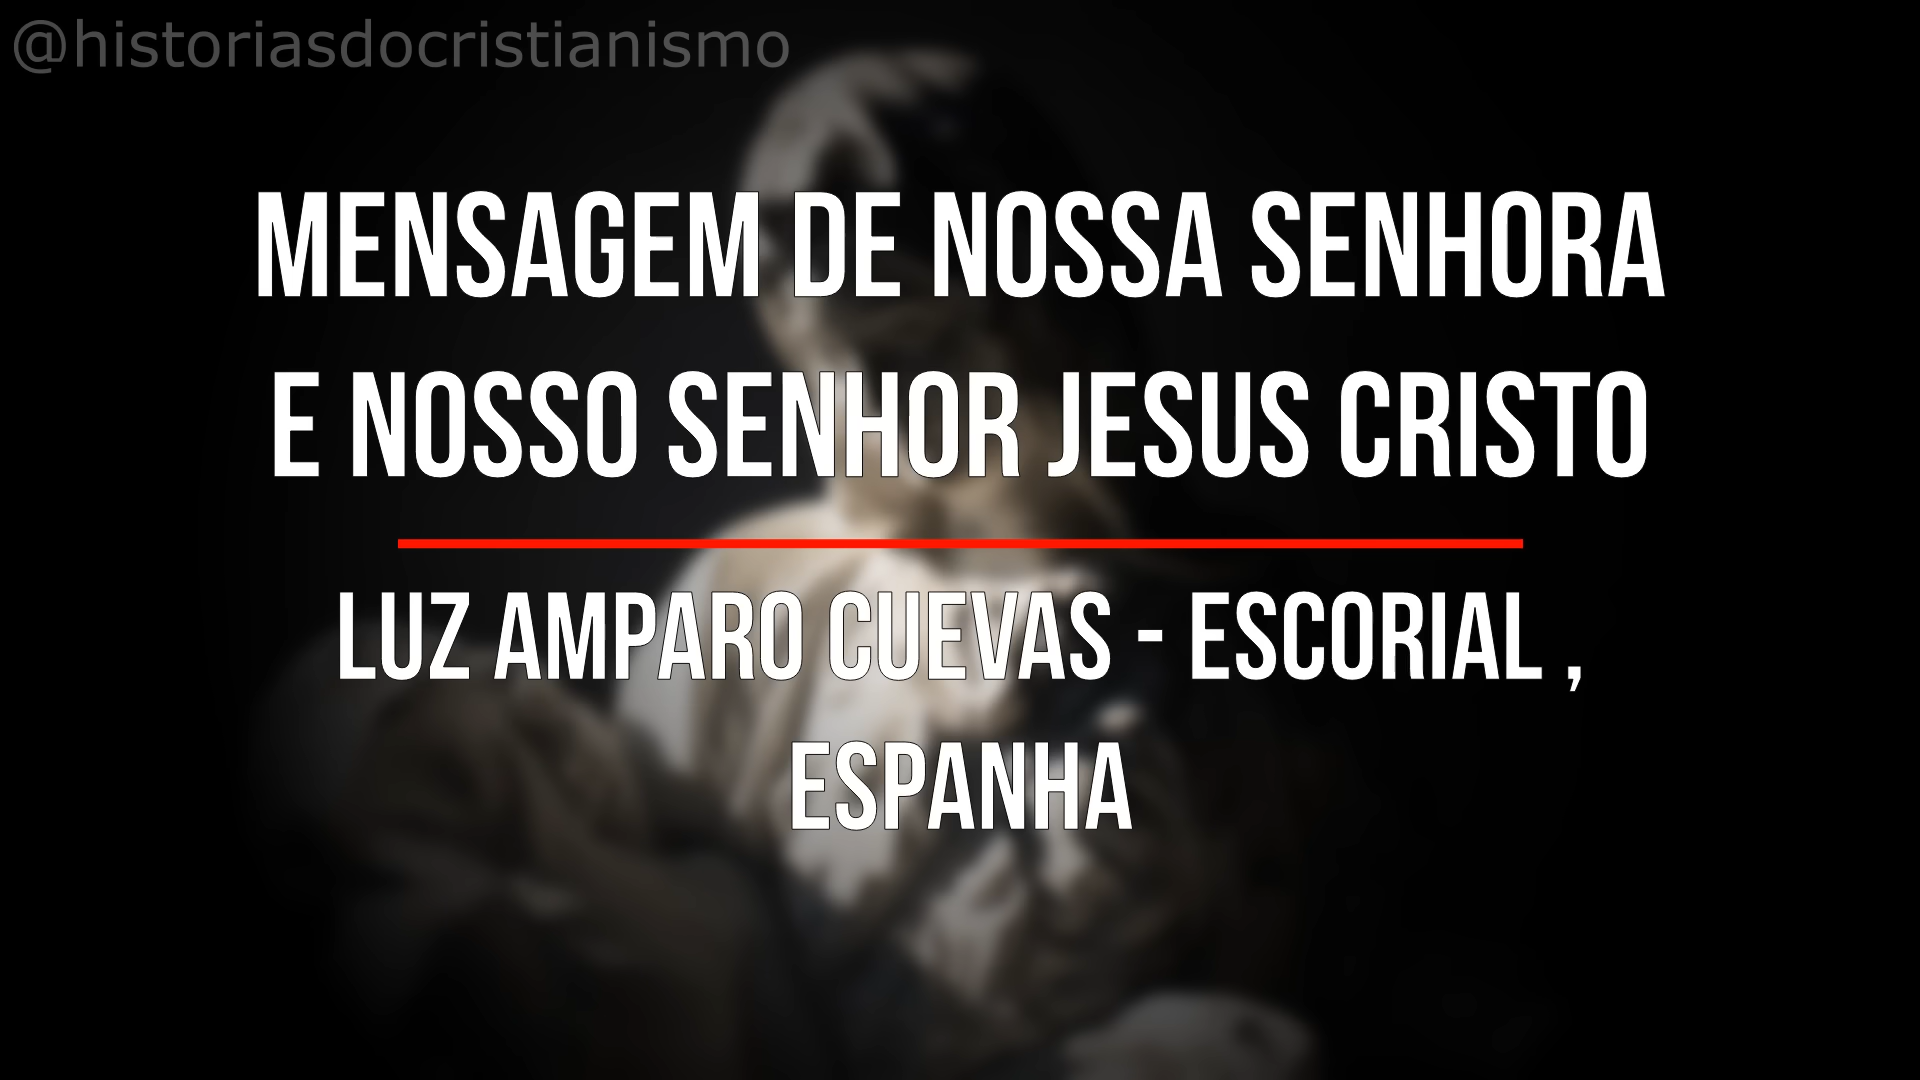 @historiasdocristianismo
MENSAGEM DE NOSSA SENHORA
E NOSSO SENHOR JESUS CRISTO
LUZ AMPARO CUEVAS - ESCORIAL ,
ESPANHA